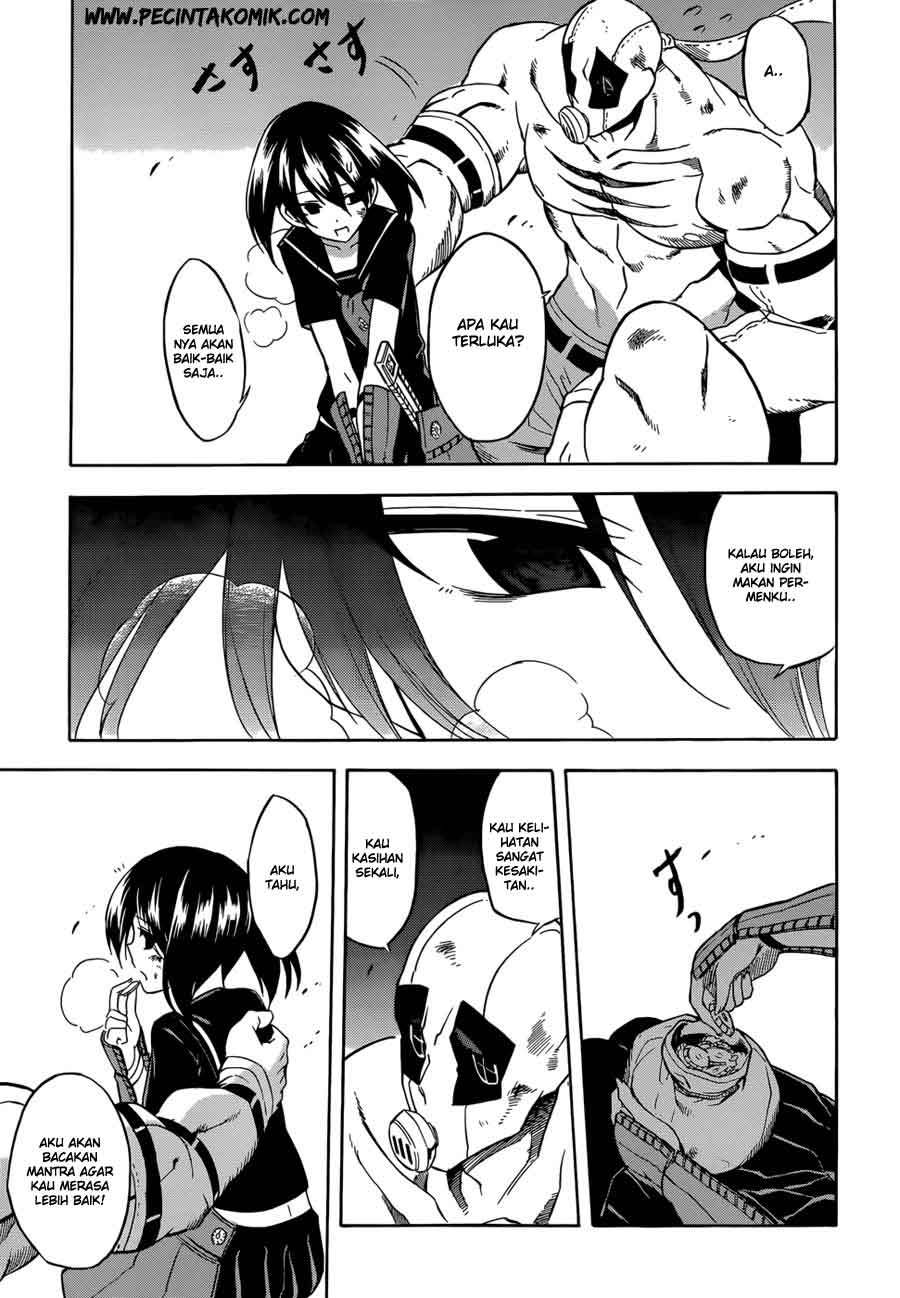 WWW.PECINTAKOMIK.COM
さすさす
A..
APA KAU
TERLUKA?
SEMUA
NYA AKAN
BAIK-BAIK
SAJA..
KALAU BOLEH,
AKU INGIN
MAKAN PER-
MENKU..
すっ
KAU KELI-
HATAN
SANGAT
KESAKI-
TAN..
KAU
KASIHAN
SEKALI,
AKU
TAHU,
AKU AKAN
BACAKAN
MANTRA AGAR
KAU MERASA
LEBIH BAIK!